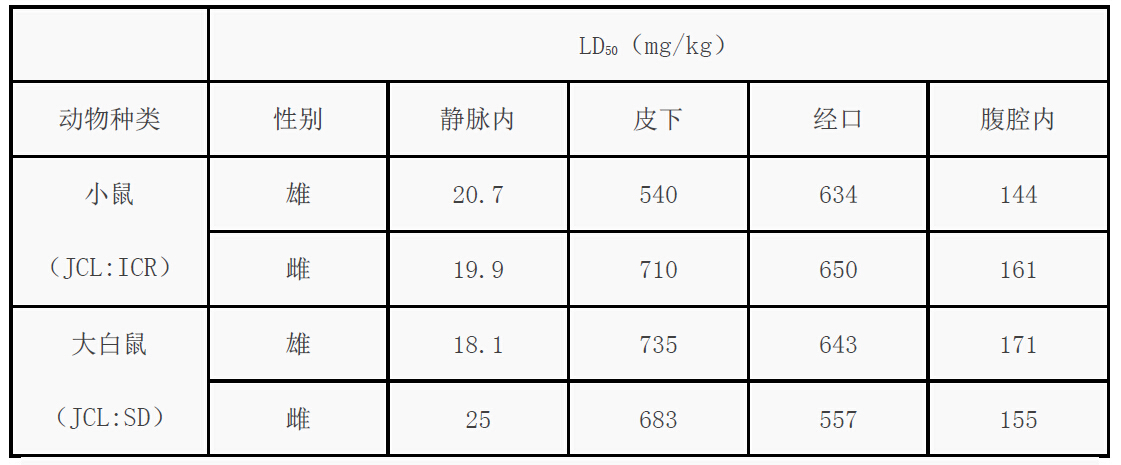 LD₅₀（mg/kg）
动物种类 性别 静脉内 皮下 经口 腹腔内
小鼠 雄 20.7 540 634 144
（JCL:ICR） 雌 19.9 710 650 161
大白鼠 雄 18.1 735 643 171
（JCL:SD） 雌 25 683 557 155